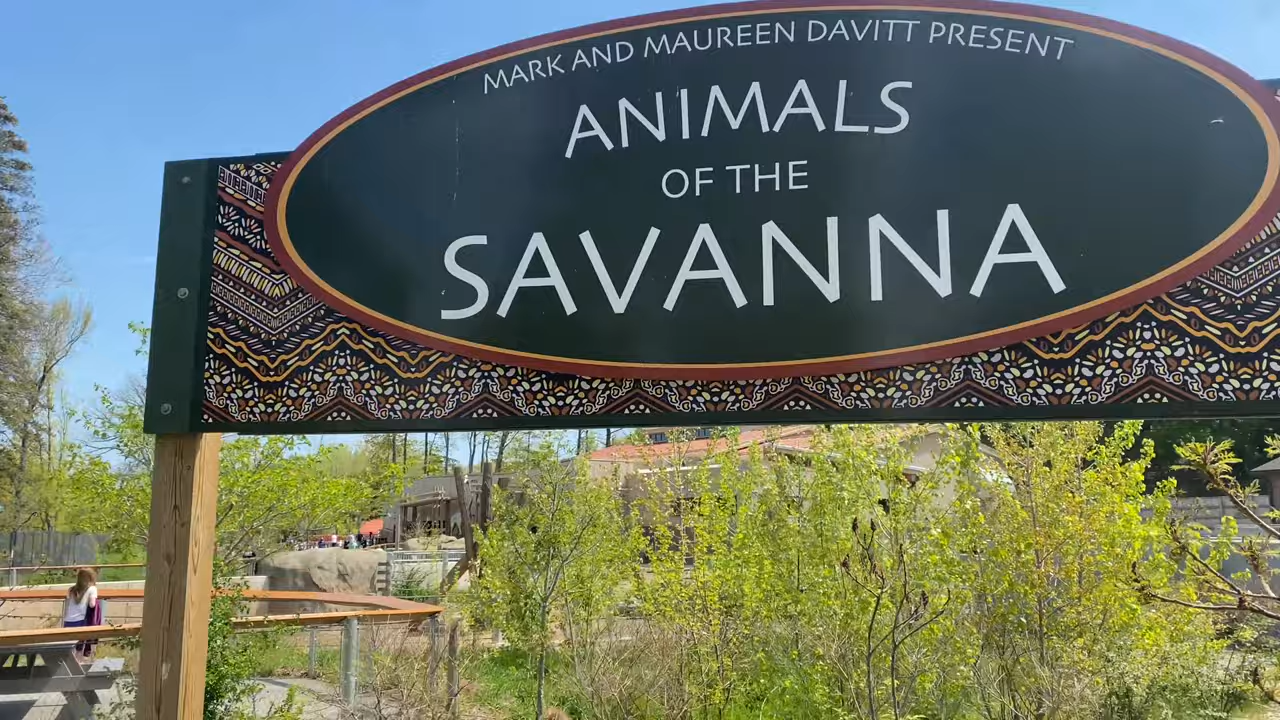 MARK AND MAUREEN DAVITT PRESENT
ANIMALS
OF THE
SAVANNA